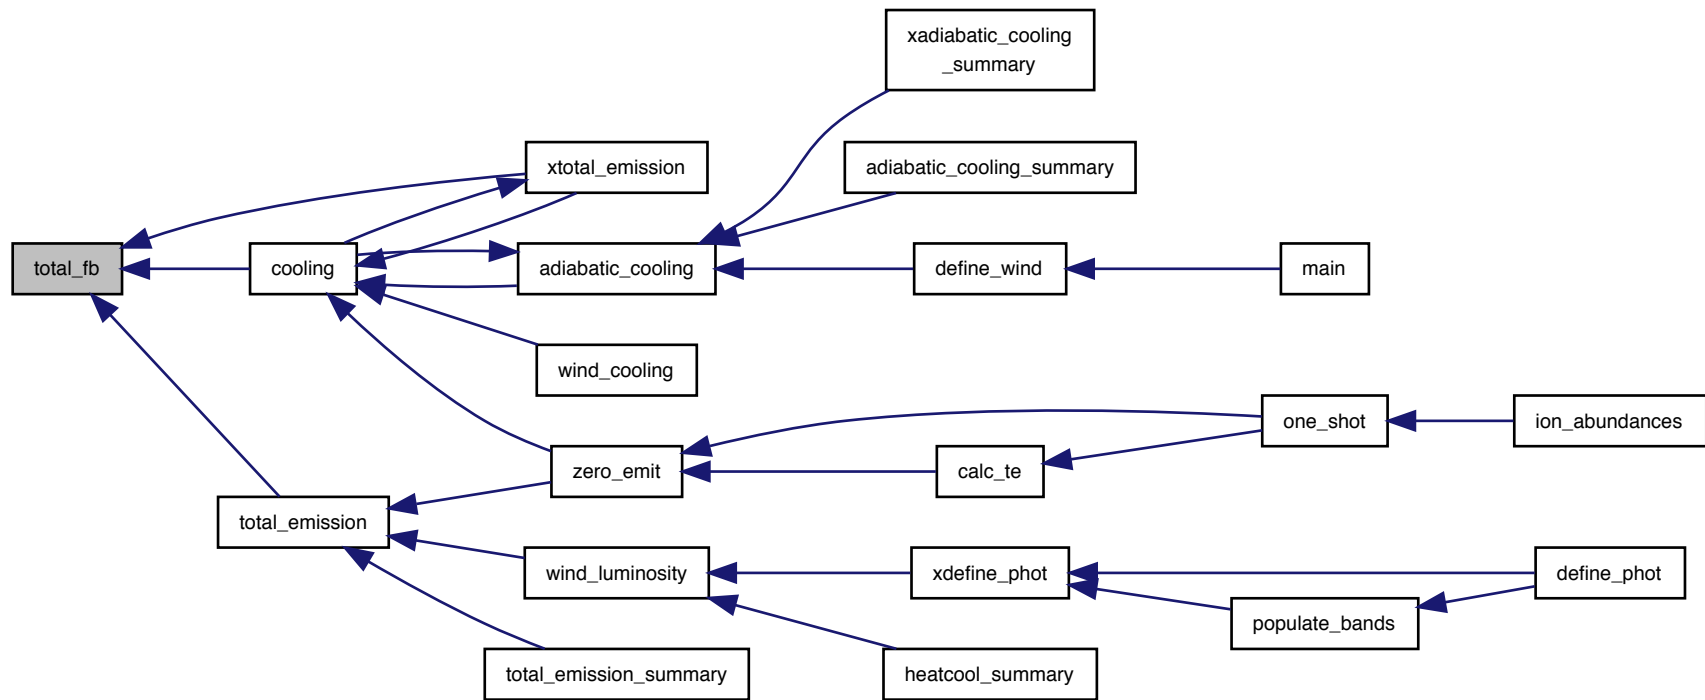 xadiabatic_cooling
_summary
xtotal_emission
adiabatic_cooling_summary
total_fb
cooling
adiabatic_cooling
define_wind
main
wind_cooling
one_shot
ion_abundances
zero_emit
calc_te
total_emission
wind_luminosity
xdefine_phot
define_phot
populate_bands
total_emission_summary
heatcool_summary